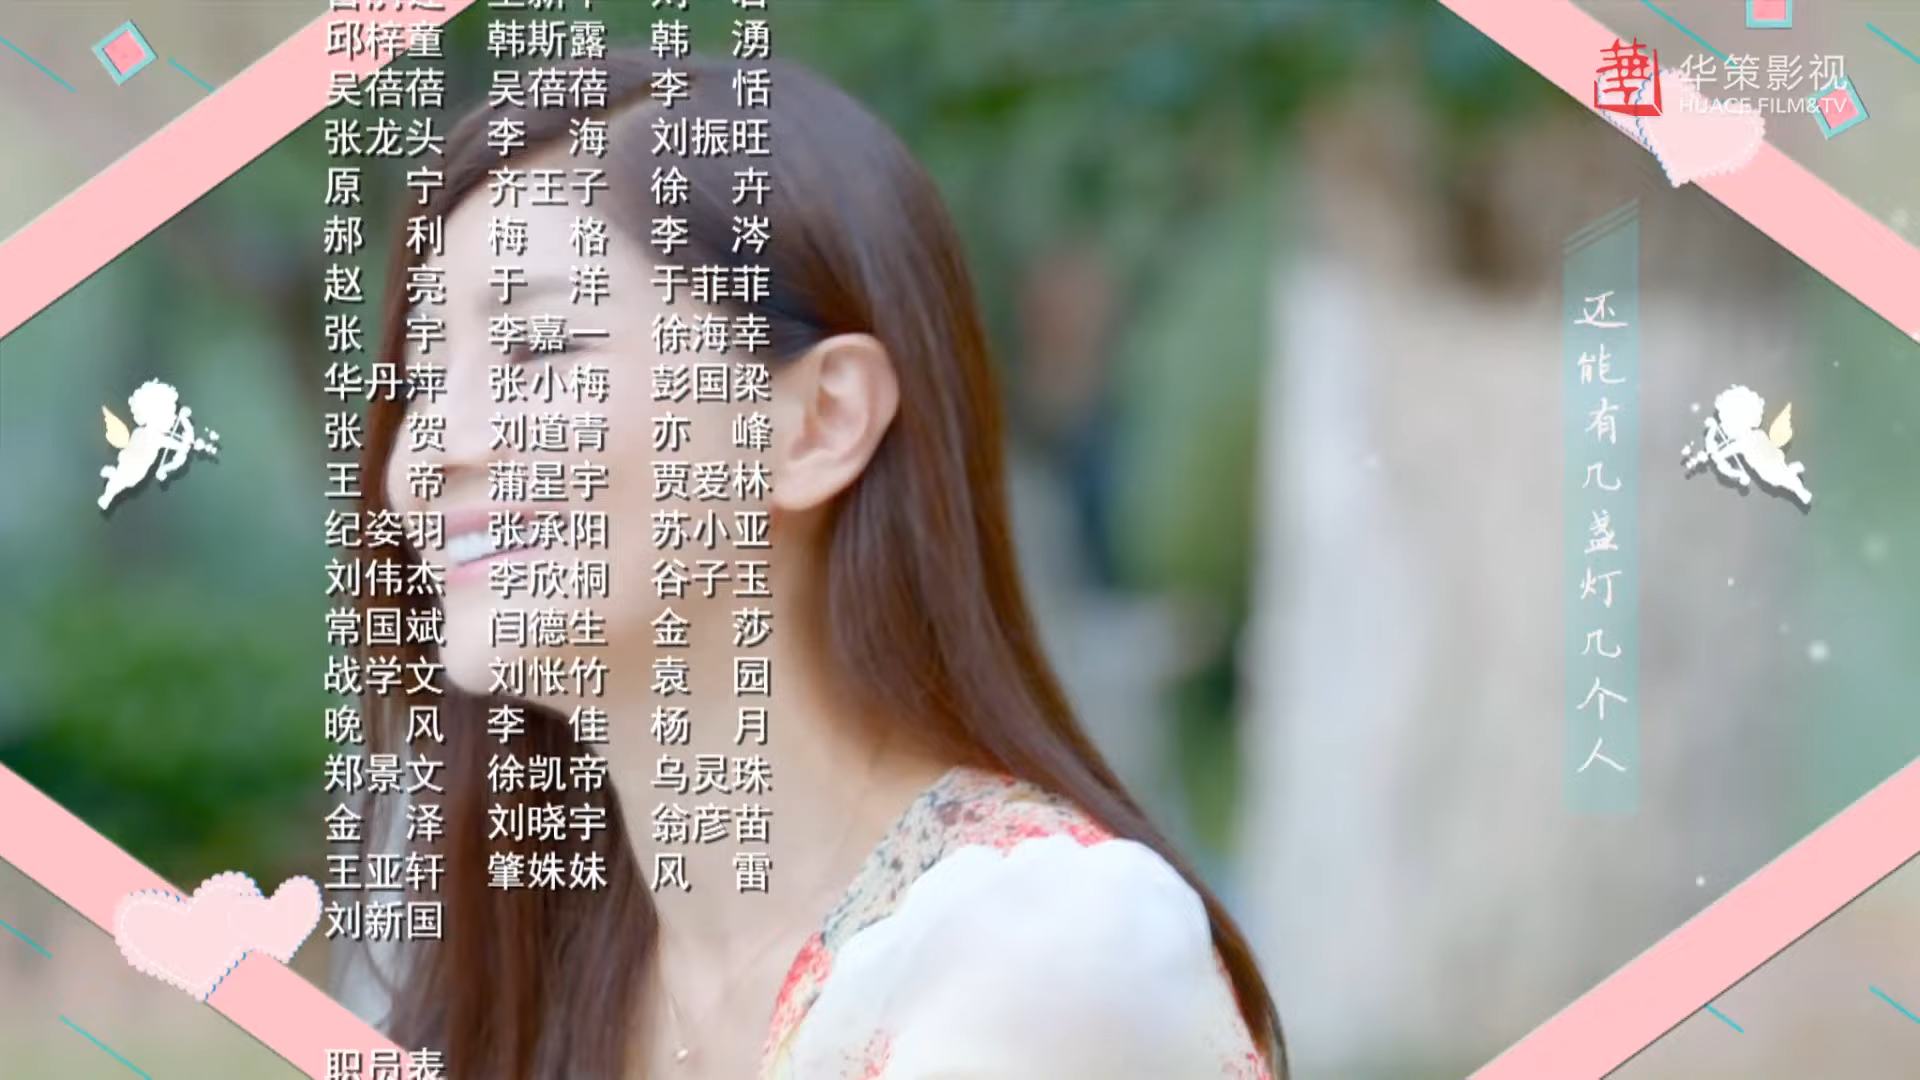 邱梓童 韩斯露 韩湧
吴蓓蓓 吴蓓蓓 李恬
张龙头 李海 刘振旺
原宁 齐王子 徐卉
郝利 梅格 李涔
赵亮 于洋 于菲菲
张宇 李嘉一 徐海幸
华丹萍 张小梅 彭国梁
张贺 刘道青 亦峰
王帝 蒲星宇 贾爱林
纪姿羽 张承阳 苏小亚
刘伟杰 李欣桐 谷子玉
常国斌 闫德生 金莎
战学文 刘怅竹 袁园
晚风 李佳 杨月
郑景文 徐凯帝 乌灵珠
金泽 刘晓宇 翁彦苗
王亚轩 肇姝妹 风雷
刘新国
职员表
华策影视
HUACE FILM&TV
还能有几盏灯几个人